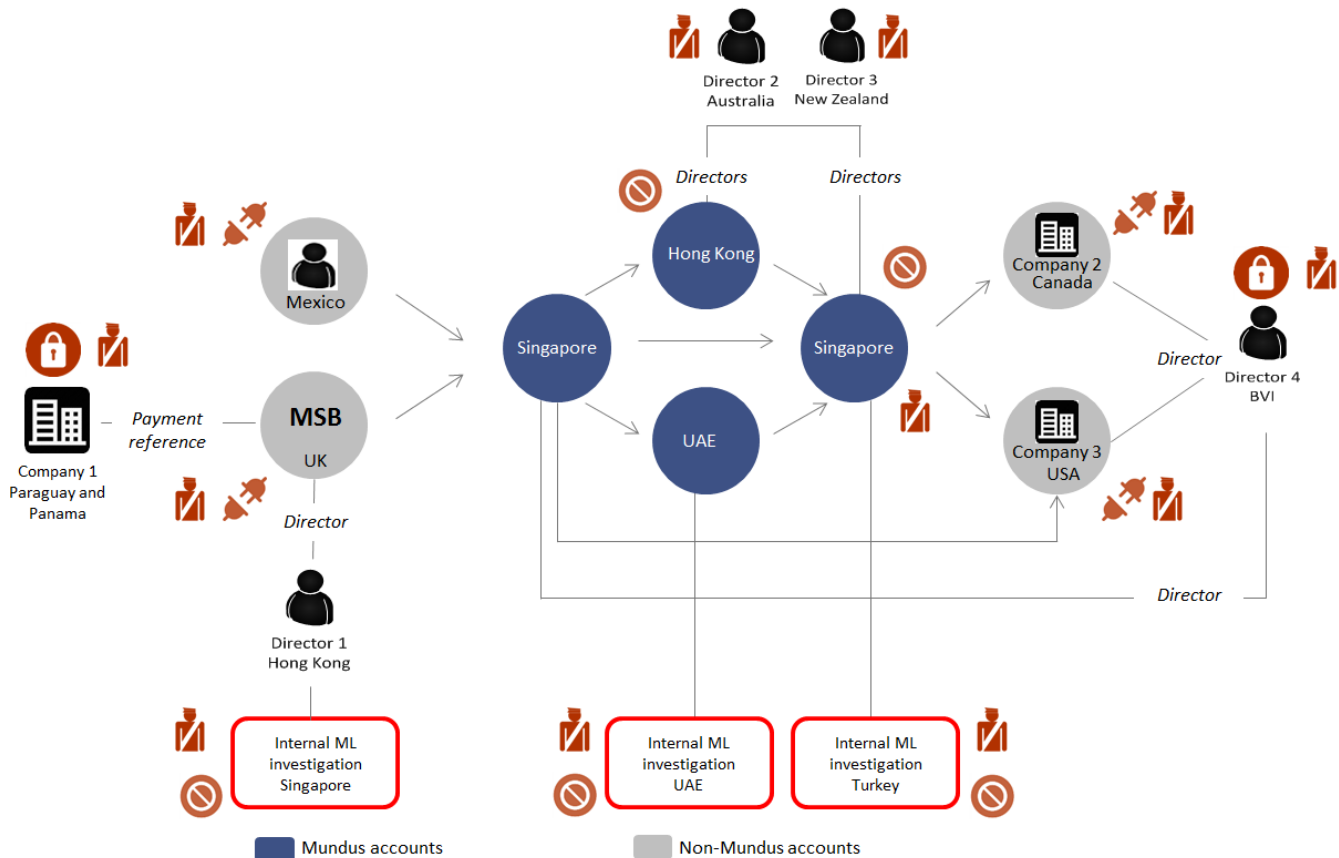 Director 2
Australia
Director 3
New Zealand
Directors
Directors
Mexico
Hong Kong
Company 2
Canada
Singapore
Singapore
Director
Director 4
BVI
Payment
reference
MSB
UK
UAE
Company 3
USA
Company 1
Paraguay and
Panama
Director
Director
Director 1
Hong Kong
Internal ML
investigation
Singapore
Internal ML
investigation
UAE
Internal ML
investigation
Turkey
Mundus accounts
Non-Mundus accounts